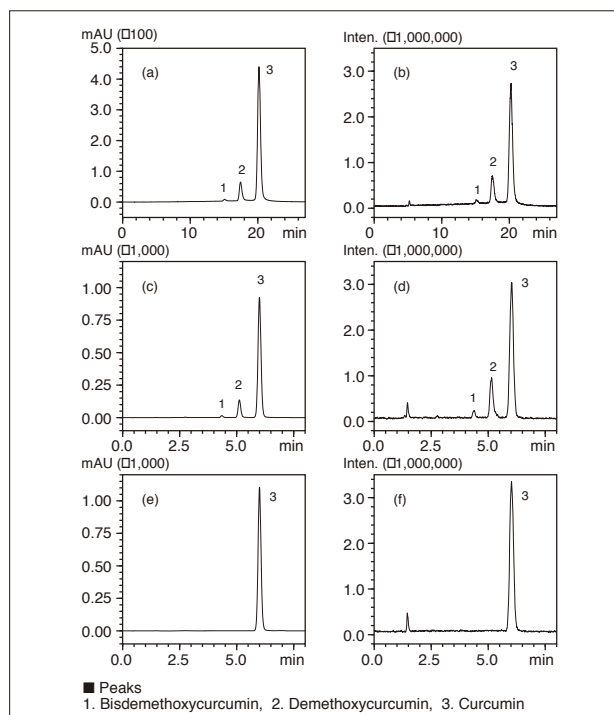 mAU (□100)
5.0
4.0
3.0
2.0
1.0
0.0
(a)
1
2
3
0 10 20 min
Inten. (□1,000,000)
3.0
2.0
1.0
0.0
(b)
1
2
3
0 10 20 min
mAU (□1,000)
1.00
0.75
0.50
0.25
0.00
(c)
1
2
3
0.0 5.0 min
Inten. (□1,000,000)
3.0
2.0
1.0
0.0
(d)
1
2
3
0.0 2.5 5.0 min
mAU (□1,000)
1.00
0.75
0.50
0.25
0.00
(e)
3
0.0 5.0 min
Inten. (□1,000,000)
3.0
2.0
1.0
0.0
(f)
3
0.0 2.5 5.0 min
■ Peaks
1. Bisdemethoxycurcumin, 2. Demethoxycurcumin, 3. Curcumin